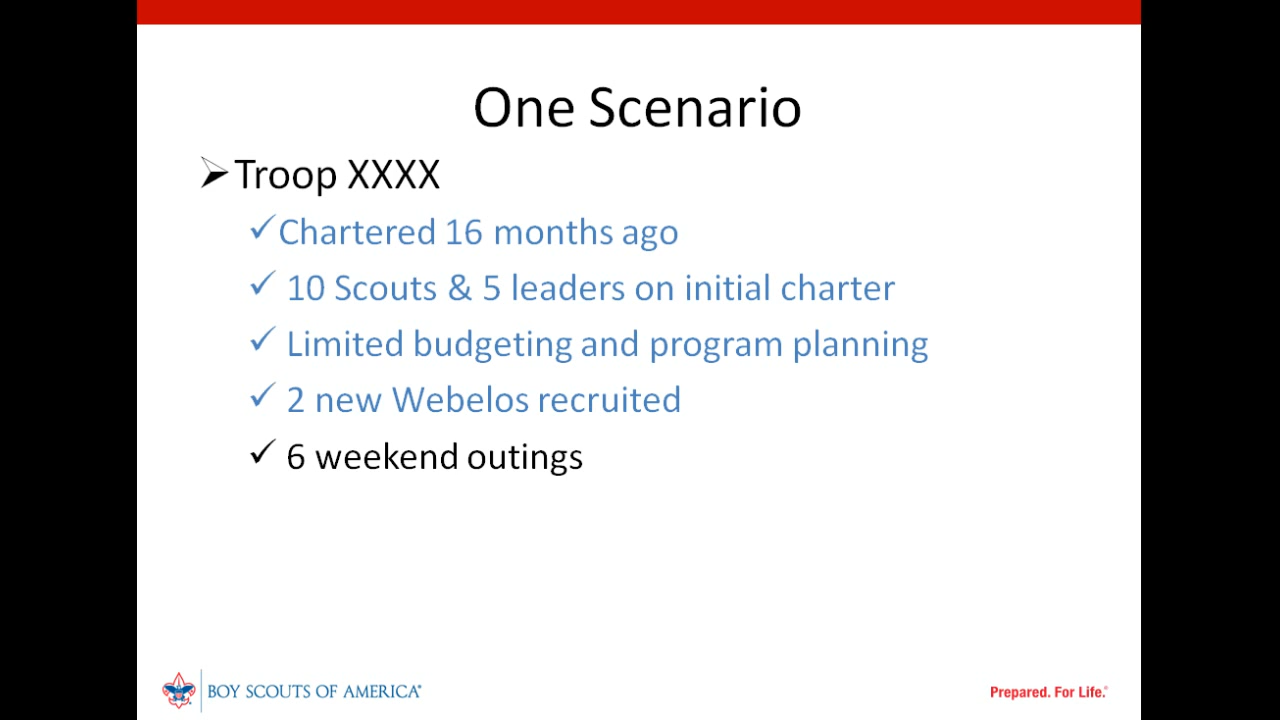 One Scenario
Troop XXXX
Chartered 16 months ago
10 Scouts & 5 leaders on initial charter
Limited budgeting and program planning
2 new Webelos recruited
6 weekend outings
BOY SCOUTS OF AMERICA®
Prepared. For Life.®